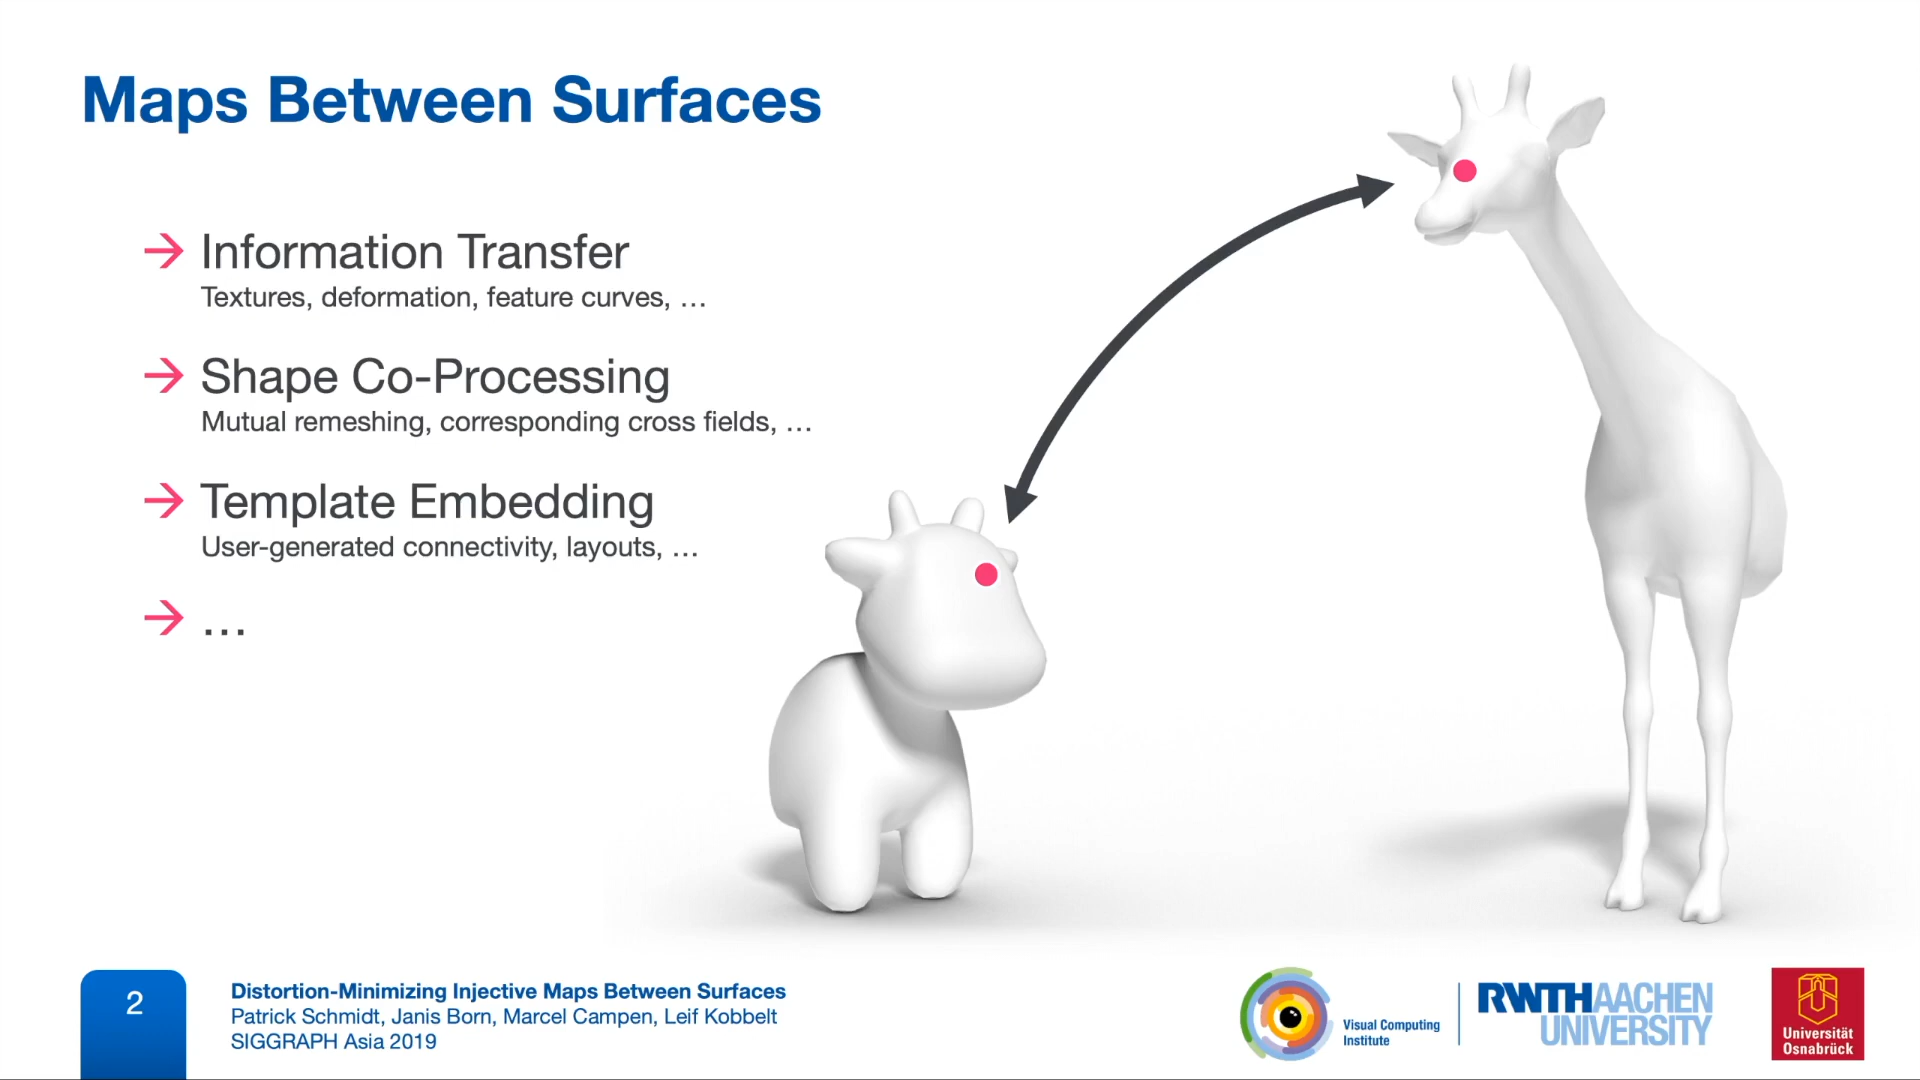 Maps Between Surfaces
→ Information Transfer
Textures, deformation, feature curves, …
→ Shape Co-Processing
Mutual remeshing, corresponding cross fields, …
→ Template Embedding
User-generated connectivity, layouts, …
→ …
2
Distortion-Minimizing Injective Maps Between Surfaces
Patrick Schmidt, Janis Born, Marcel Campen, Leif Kobbelt
SIGGRAPH Asia 2019
Visual Computing
Institute
RWTHAACHEN
UNIVERSITY
Universität
Osnabrück